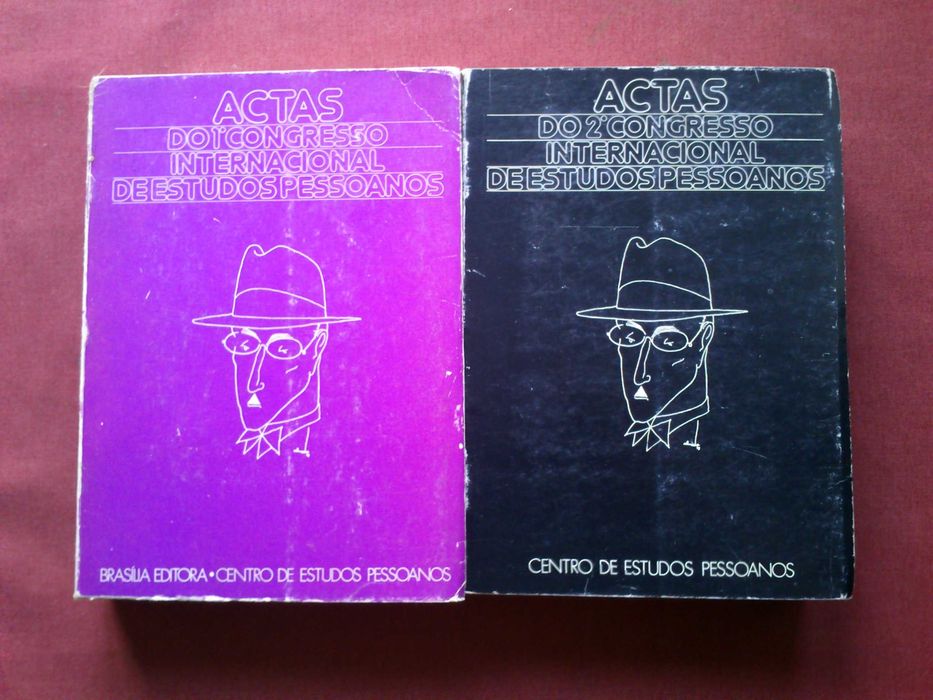 ACTAS
DO 1º CONGRESSO
INTERNACIONAL
DE ESTUDOS PESSOANOS
BRASÍLIA EDITORA • CENTRO DE ESTUDOS PESSOANOS
ACTAS
DO 2º CONGRESSO
INTERNACIONAL
DE ESTUDOS PESSOANOS
CENTRO DE ESTUDOS PESSOANOS